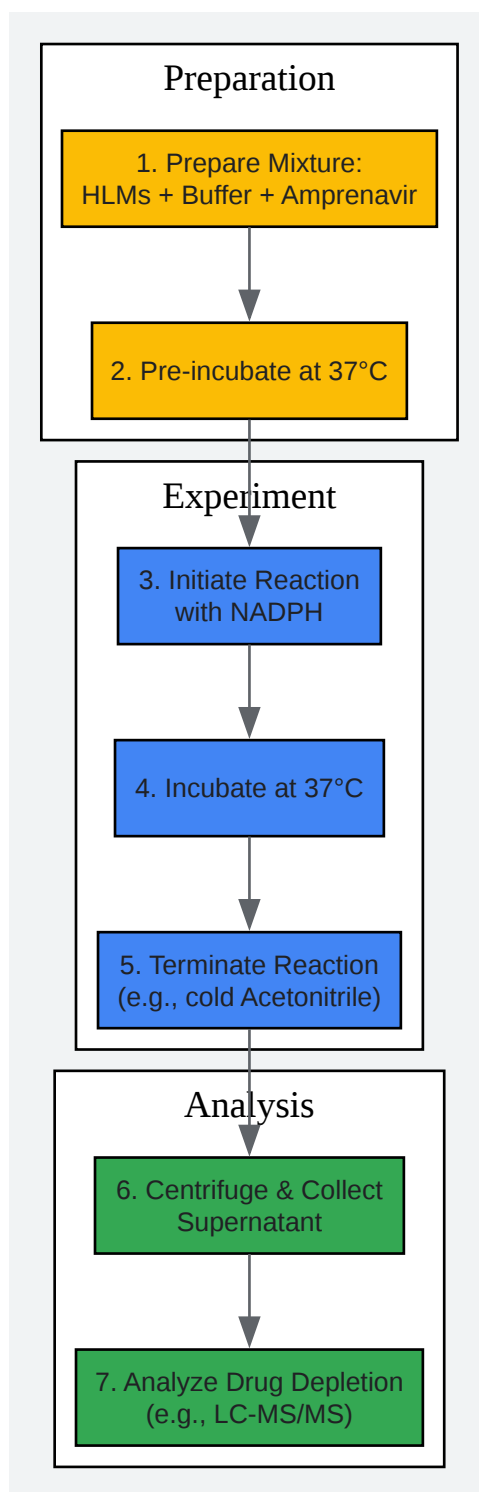 Preparation
1. Prepare Mixture:
HLMs + Buffer + Amprenavir
2. Pre-incubate at 37°C
Experiment
3. Initiate Reaction
with NADPH
4. Incubate at 37°C
5. Terminate Reaction
(e.g., cold Acetonitrile)
Analysis
6. Centrifuge & Collect
Supernatant
7. Analyze Drug Depletion
(e.g., LC-MS/MS)